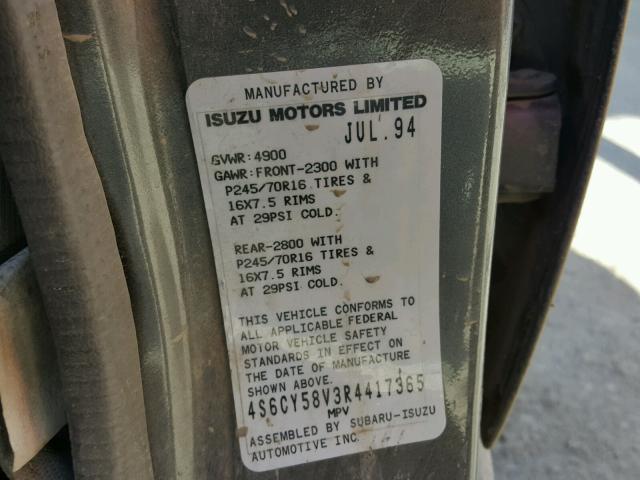 MANUFACTURED BY
ISUZU MOTORS LIMITED
JUL.94
GVWR:4900
GAWR:FRONT-2300 WITH
P245/70R16 TIRES &
16X7.5 RIMS
AT 29PSI COLD.
REAR-2800 WITH
P245/70R16 TIRES &
16X7.5 RIMS
AT 29PSI COLD.
THIS VEHICLE CONFORMS TO
ALL APPLICABLE FEDERAL
MOTOR VEHICLE SAFETY
STANDARDS IN EFFECT ON
THE DATE OF MANUFACTURE
SHOWN ABOVE.
4S6CY58V3R4417365
MPV
ASSEMBLED BY SUBARU-ISUZU
AUTOMOTIVE INC.